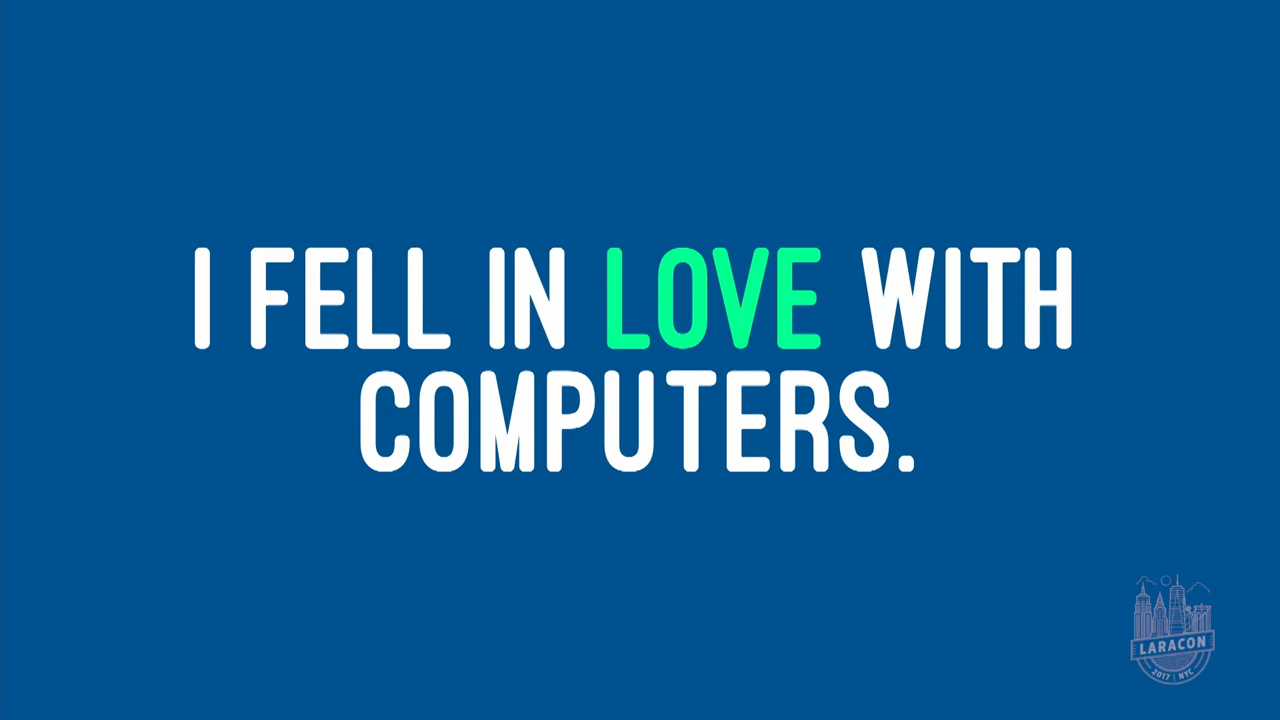 I FELL IN LOVE WITH
COMPUTERS.
LARACON
2017 | NYC